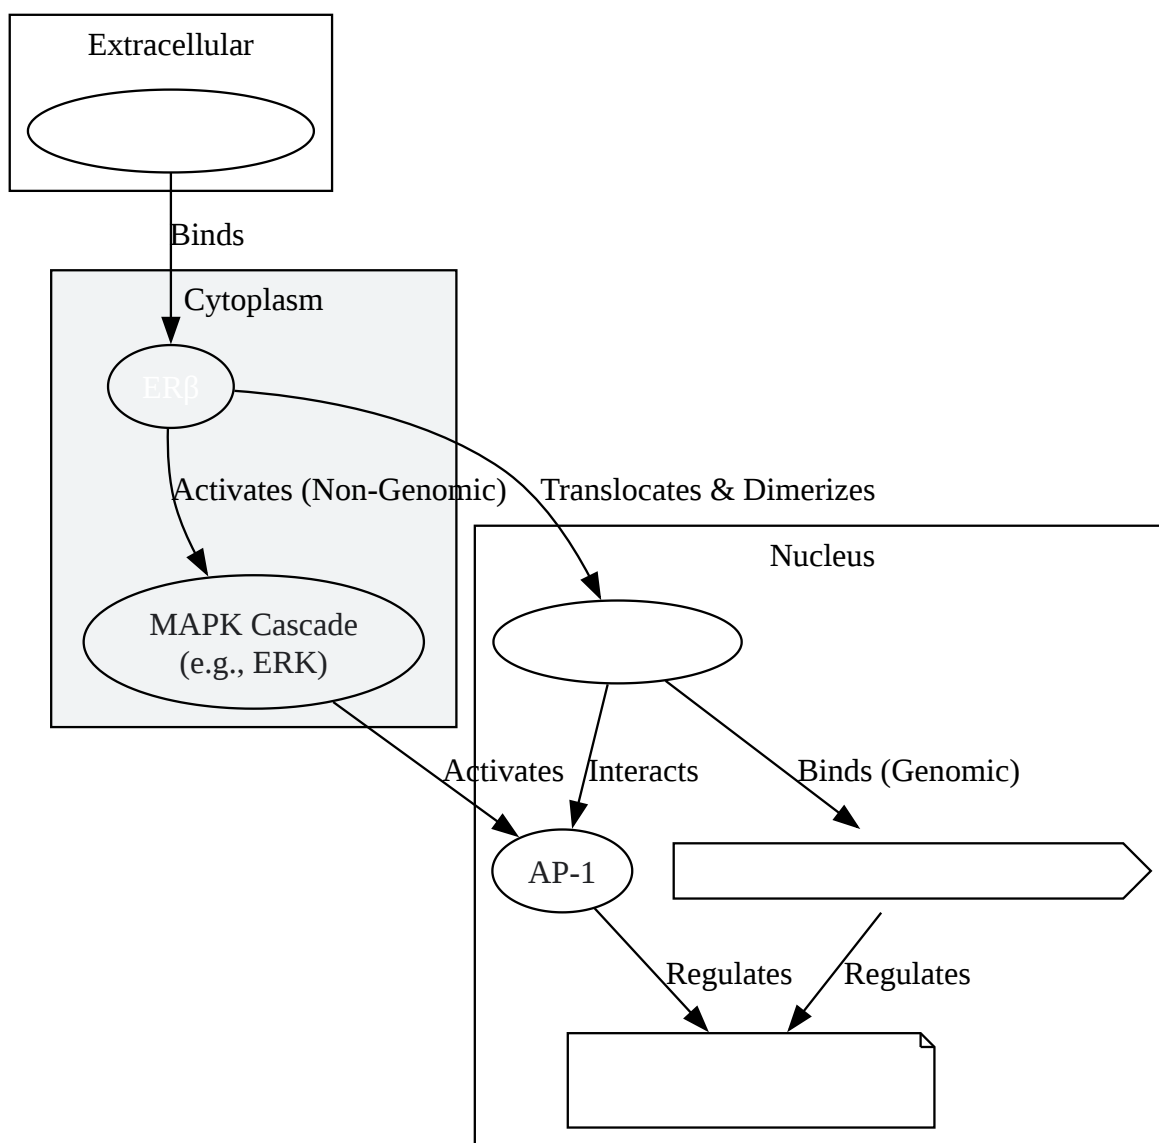 Extracellular
Binds
Cytoplasm
ERβ
Activates (Non-Genomic)
Translocates & Dimerizes
Nucleus
MAPK Cascade
(e.g., ERK)
Activates
Interacts
Binds (Genomic)
AP-1
Regulates
Regulates